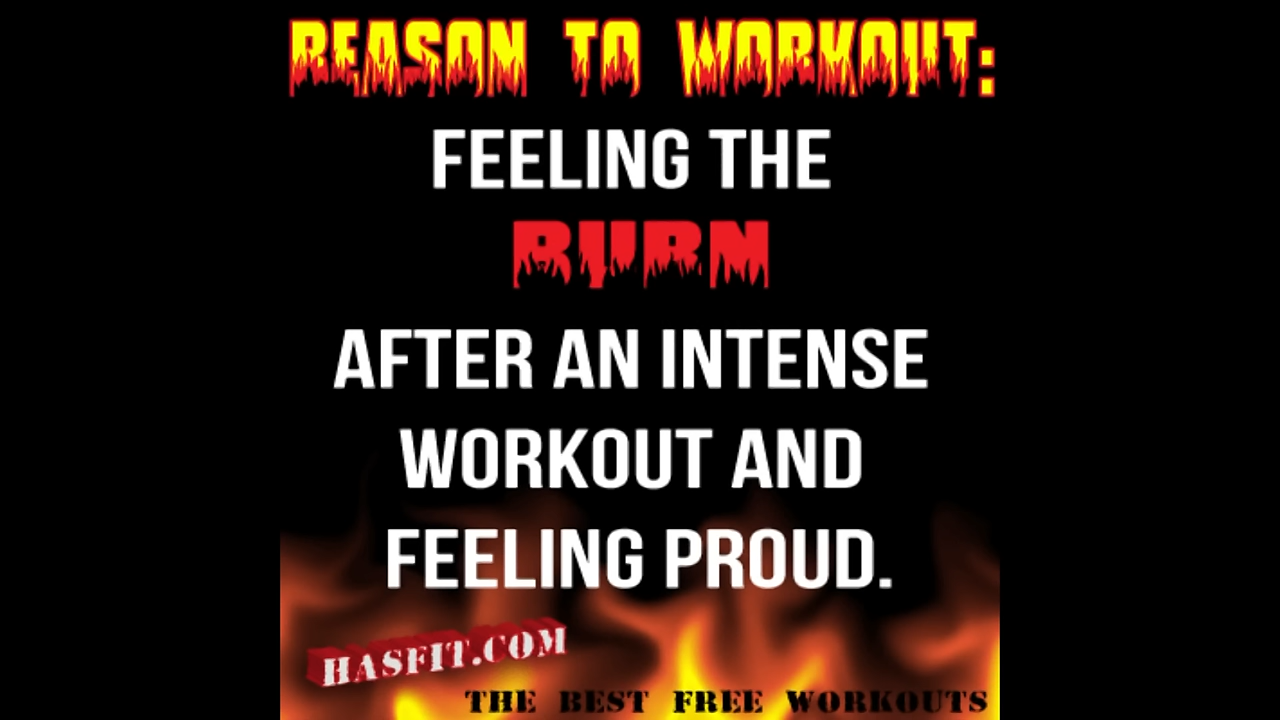 REASON TO WORKOUT:
FEELING THE
BURN
AFTER AN INTENSE
WORKOUT AND
FEELING PROUD.
HASFIT.COM
THE BEST FREE WORKOUTS